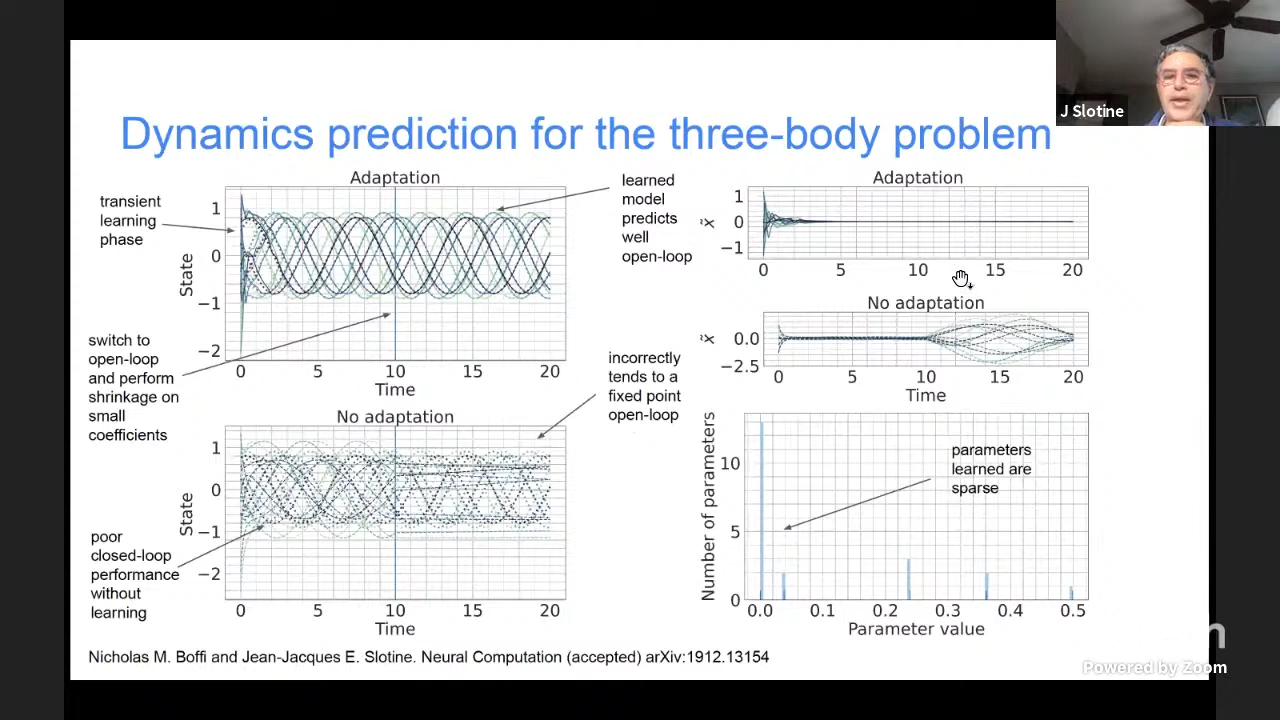 J Slotine
Dynamics prediction for the three-body problem
transient
learning
phase
switch to
open-loop
and perform
shrinkage on
small
coefficients
poor
closed-loop
performance
without
learning
Adaptation
State
1
0
−1
−2
0 5 10 15 20
Time
No adaptation
State
1
0
−1
−2
0 5 10 15 20
Time
learned
model
predicts
well
open-loop
incorrectly
tends to a
fixed point
open-loop
Adaptation
x̃
1
0
−1
0 5 10 15 20
No adaptation
x̃
0.0
−2.5
0 5 10 15 20
Time
Number of parameters
10
5
0
parameters
learned are
sparse
0.0 0.1 0.2 0.3 0.4 0.5
Parameter value
Nicholas M. Boffi and Jean-Jacques E. Slotine. Neural Computation (accepted) arXiv:1912.13154
Powered by Zoom